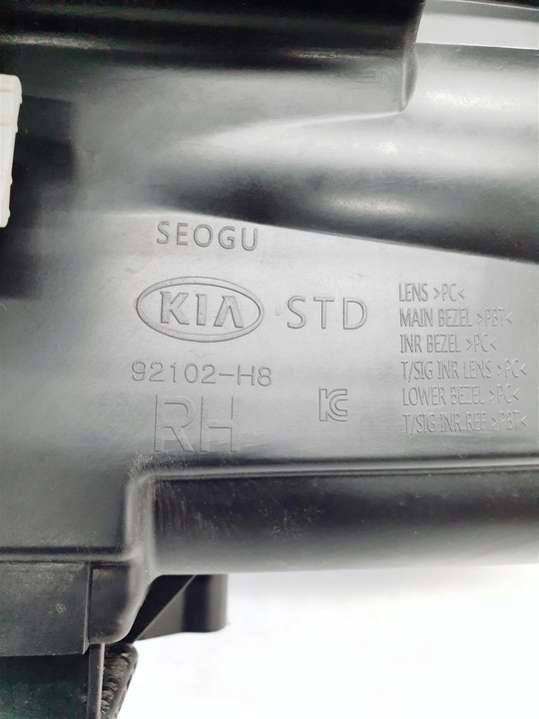 SEOGU
KIA STD
92102-H8
RH
LENS >PC<
MAIN BEZEL >PBT<
INR BEZEL >PC<
T/SIG INR LENS >PC<
LOWER BEZEL >PC<
T/SIG INR REF >PBT<